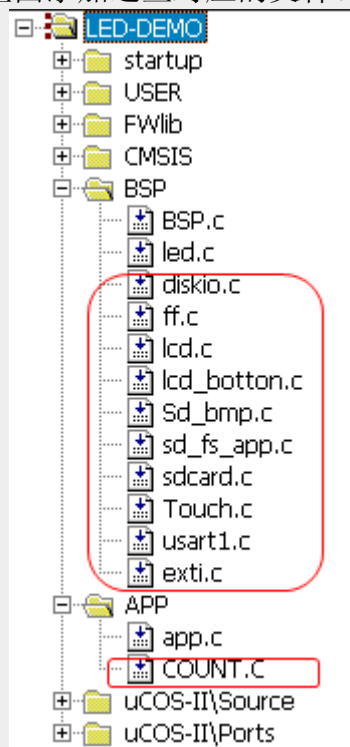 LED-DEMO
startup
USER
FWlib
CMSIS
BSP
BSP.c
led.c
diskio.c
ff.c
lcd.c
lcd_botton.c
Sd_bmp.c
sd_fs_app.c
sdcard.c
Touch.c
usart1.c
exti.c
APP
app.c
COUNT.C
uCOS-II\Source
uCOS-II\Ports